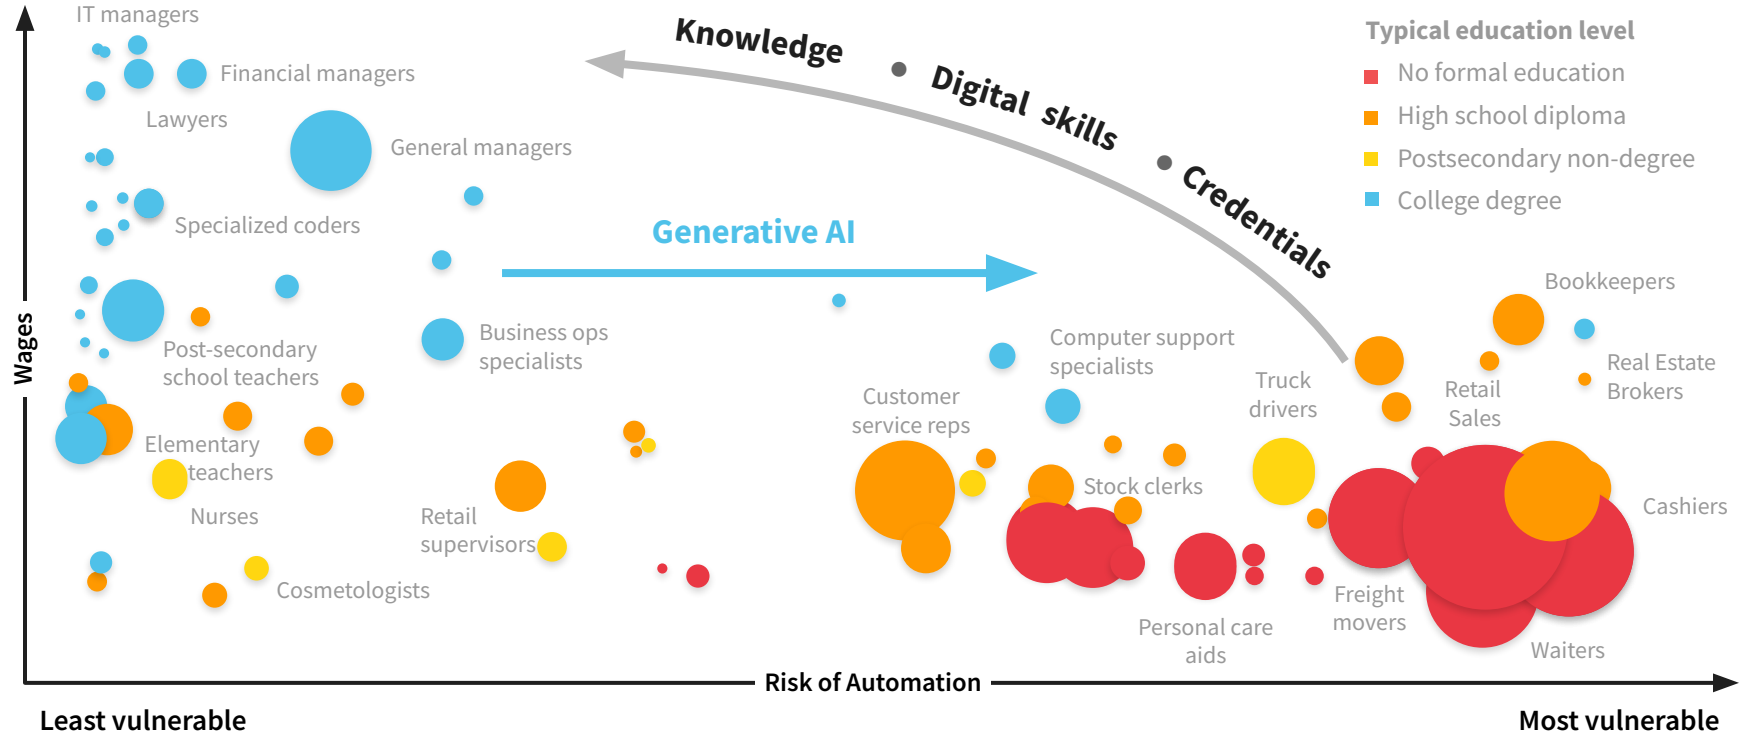 IT managers
Financial managers
Lawyers
General managers
Specialized coders
Knowledge • Digital skills • Credentials
Generative AI
Typical education level
No formal education
High school diploma
Postsecondary non-degree
College degree
Wages
Post-secondary
school teachers
Business ops
specialists
Elementary
teachers
Nurses
Cosmetologists
Retail
supervisors
Customer
service reps
Computer support
specialists
Stock clerks
Truck
drivers
Personal care
aids
Bookkeepers
Real Estate
Brokers
Retail
Sales
Cashiers
Freight
movers
Waiters
Risk of Automation
Least vulnerable
Most vulnerable